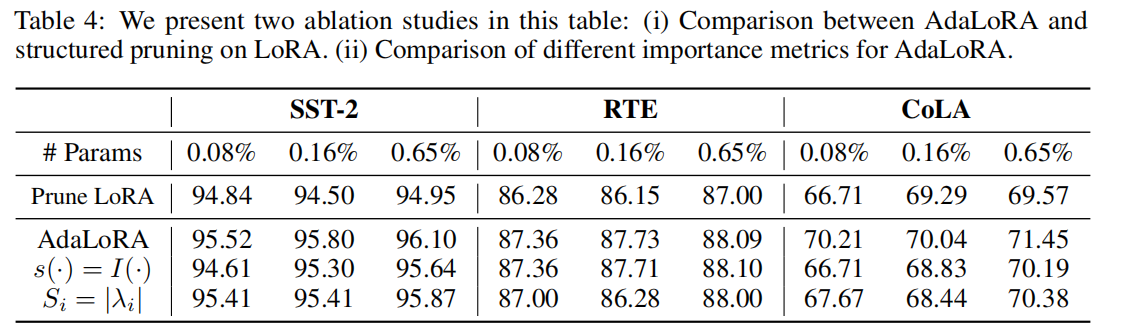 Table 4: We present two ablation studies in this table: (i) Comparison between AdaLoRA and
structured pruning on LoRA. (ii) Comparison of different importance metrics for AdaLoRA.
SST-2 RTE CoLA
# Params 0.08% 0.16% 0.65% 0.08% 0.16% 0.65% 0.08% 0.16% 0.65%
Prune LoRA 94.84 94.50 94.95 86.28 86.15 87.00 66.71 69.29 69.57
AdaLoRA 95.52 95.80 96.10 87.36 87.73 88.09 70.21 70.04 71.45
s(·) = I(·) 94.61 95.30 95.64 87.36 87.71 88.10 66.71 68.83 70.19
S_i = |λ_i| 95.41 95.41 95.87 87.00 86.28 88.00 67.67 68.44 70.38